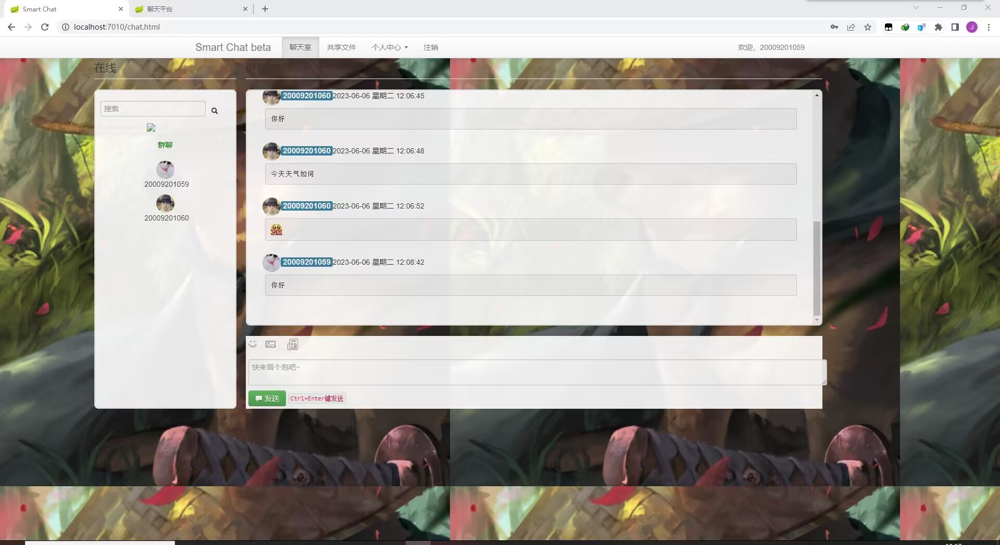 Smart Chat
聊天平台
localhost:7010/chat.html
J
Smart Chat beta
聊天室
共享文件
个人中心
注销
欢迎，20009201059
在线
群聊
搜索
群聊
20009201059
20009201060
20009201060 2023-06-06 星期二 12:06:45
你好
20009201060 2023-06-06 星期二 12:06:48
今天天气如何
20009201060 2023-06-06 星期二 12:06:52
20009201059 2023-06-06 星期二 12:08:42
你好
快来冒个泡吧~
发送
Ctrl+Enter键发送